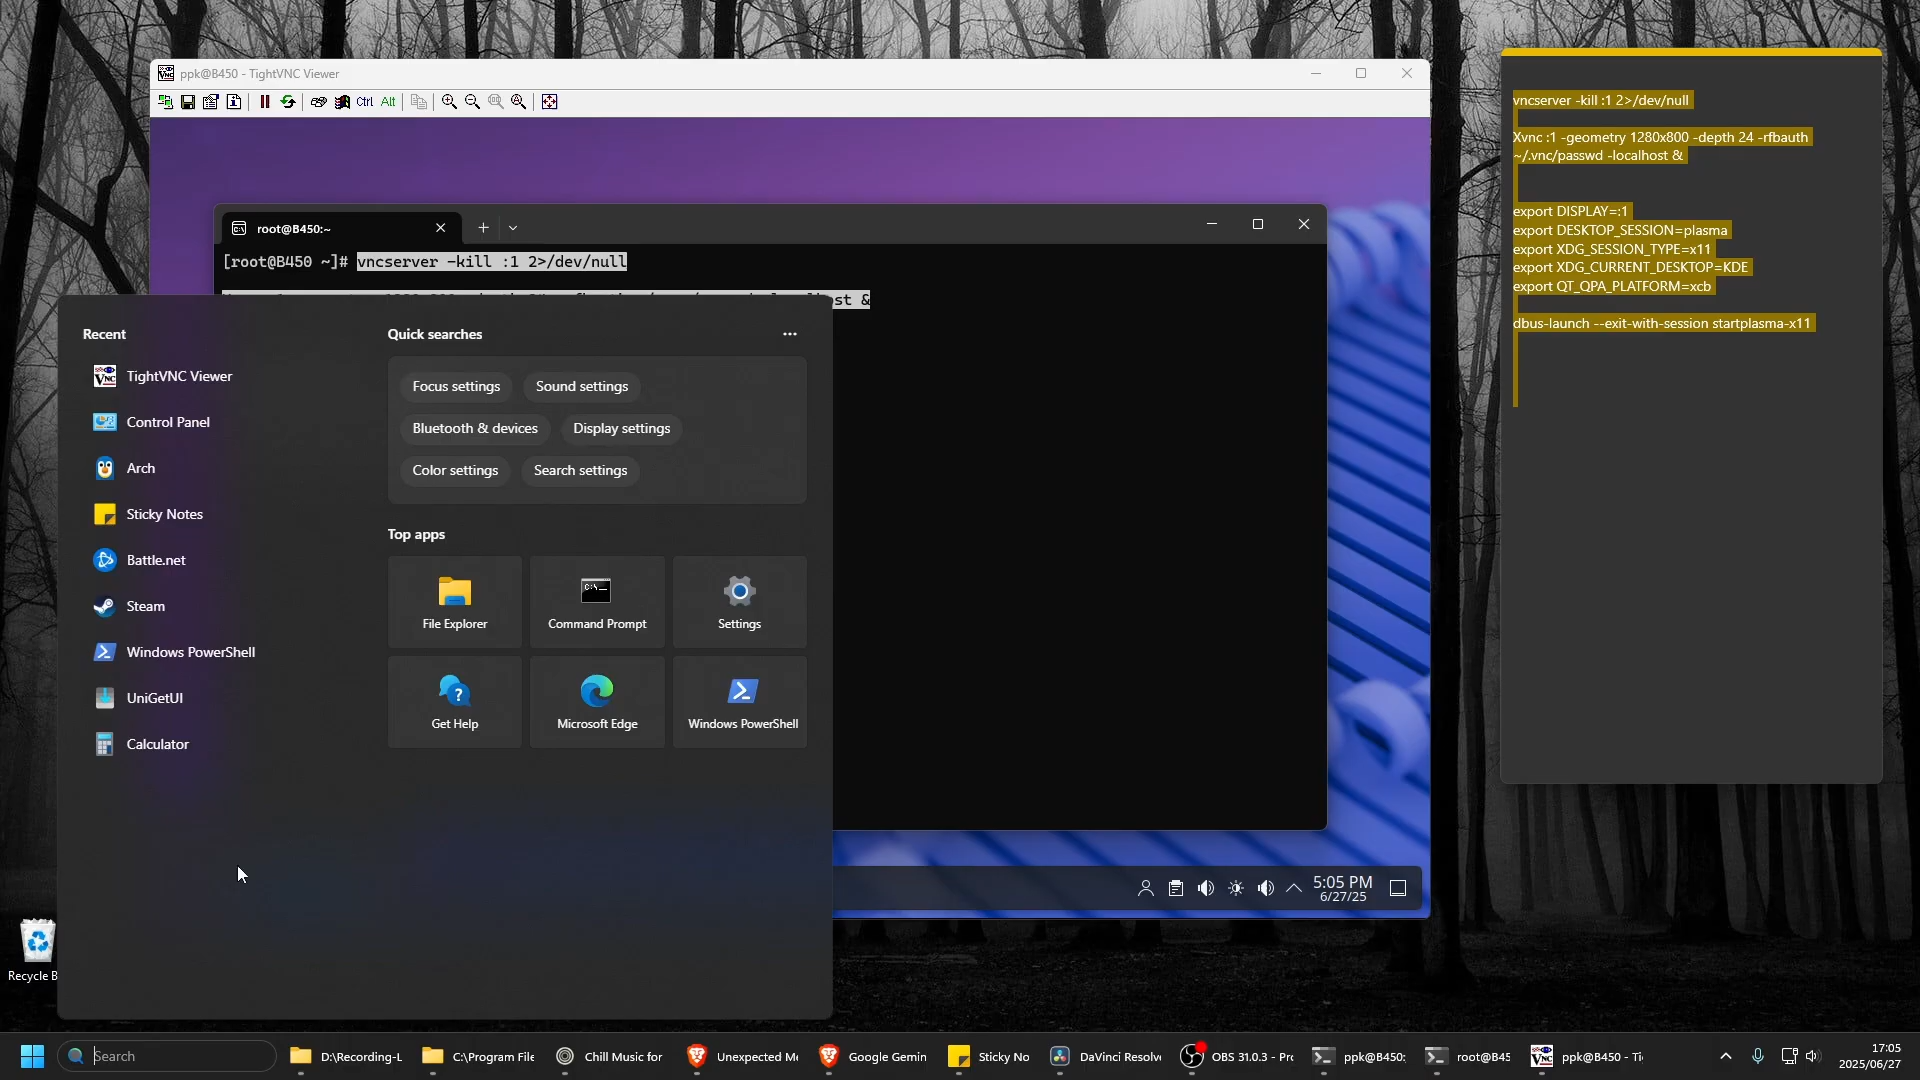 ppk@B450 - TightVNC Viewer
Ctrl Alt
root@B450:~
[root@B450 ~]# vncserver -kill :1 2>/dev/null
st &
Recent
TightVNC Viewer
Control Panel
Arch
Sticky Notes
Battle.net
Steam
Windows PowerShell
UniGetUI
Calculator
Quick searches
Focus settings
Sound settings
Bluetooth & devices
Display settings
Color settings
Search settings
Top apps
File Explorer
Command Prompt
Settings
Get Help
Microsoft Edge
Windows PowerShell
5:05 PM
6/27/25
vncserver -kill :1 2>/dev/null
Xvnc :1 -geometry 1280x800 -depth 24 -rfbauth
~/.vnc/passwd -localhost &
export DISPLAY=:1
export DESKTOP_SESSION=plasma
export XDG_SESSION_TYPE=x11
export XDG_CURRENT_DESKTOP=KDE
export QT_QPA_PLATFORM=xcb
dbus-launch --exit-with-session startplasma-x11
Recycle B
Search
D:\Recording-L
C:\Program File
Chill Music for
Unexpected M
Google Gemin
Sticky No
DaVinci Resolv
OBS 31.0.3 - Pr
ppk@B450:
root@B45
ppk@B450 - Ti
17:05
2025/06/27